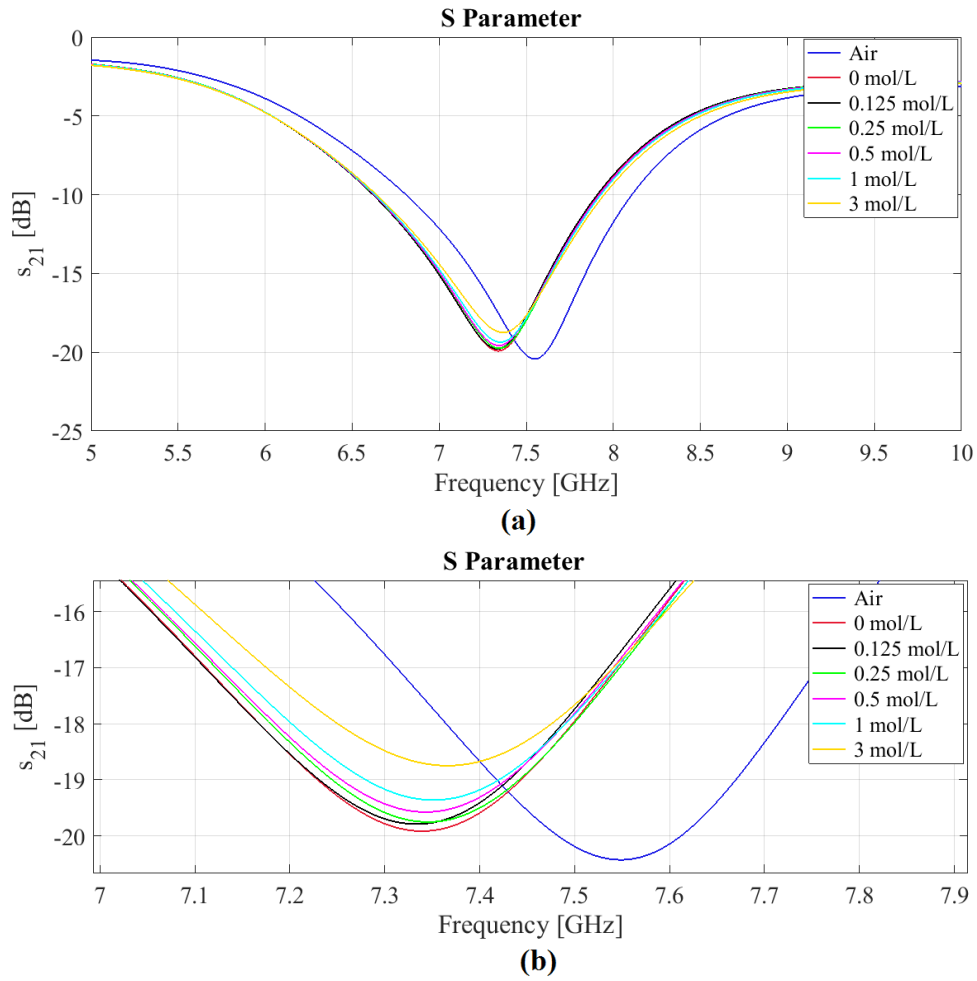 S Parameter
0
-5
-10
-15
-20
-25
s21 [dB]
Air
0 mol/L
0.125 mol/L
0.25 mol/L
0.5 mol/L
1 mol/L
3 mol/L
5 5.5 6 6.5 7 7.5 8 8.5 9 9.5 10
Frequency [GHz]
(a)
S Parameter
-16
-17
-18
-19
-20
s21 [dB]
Air
0 mol/L
0.125 mol/L
0.25 mol/L
0.5 mol/L
1 mol/L
3 mol/L
7 7.1 7.2 7.3 7.4 7.5 7.6 7.7 7.8 7.9
Frequency [GHz]
(b)